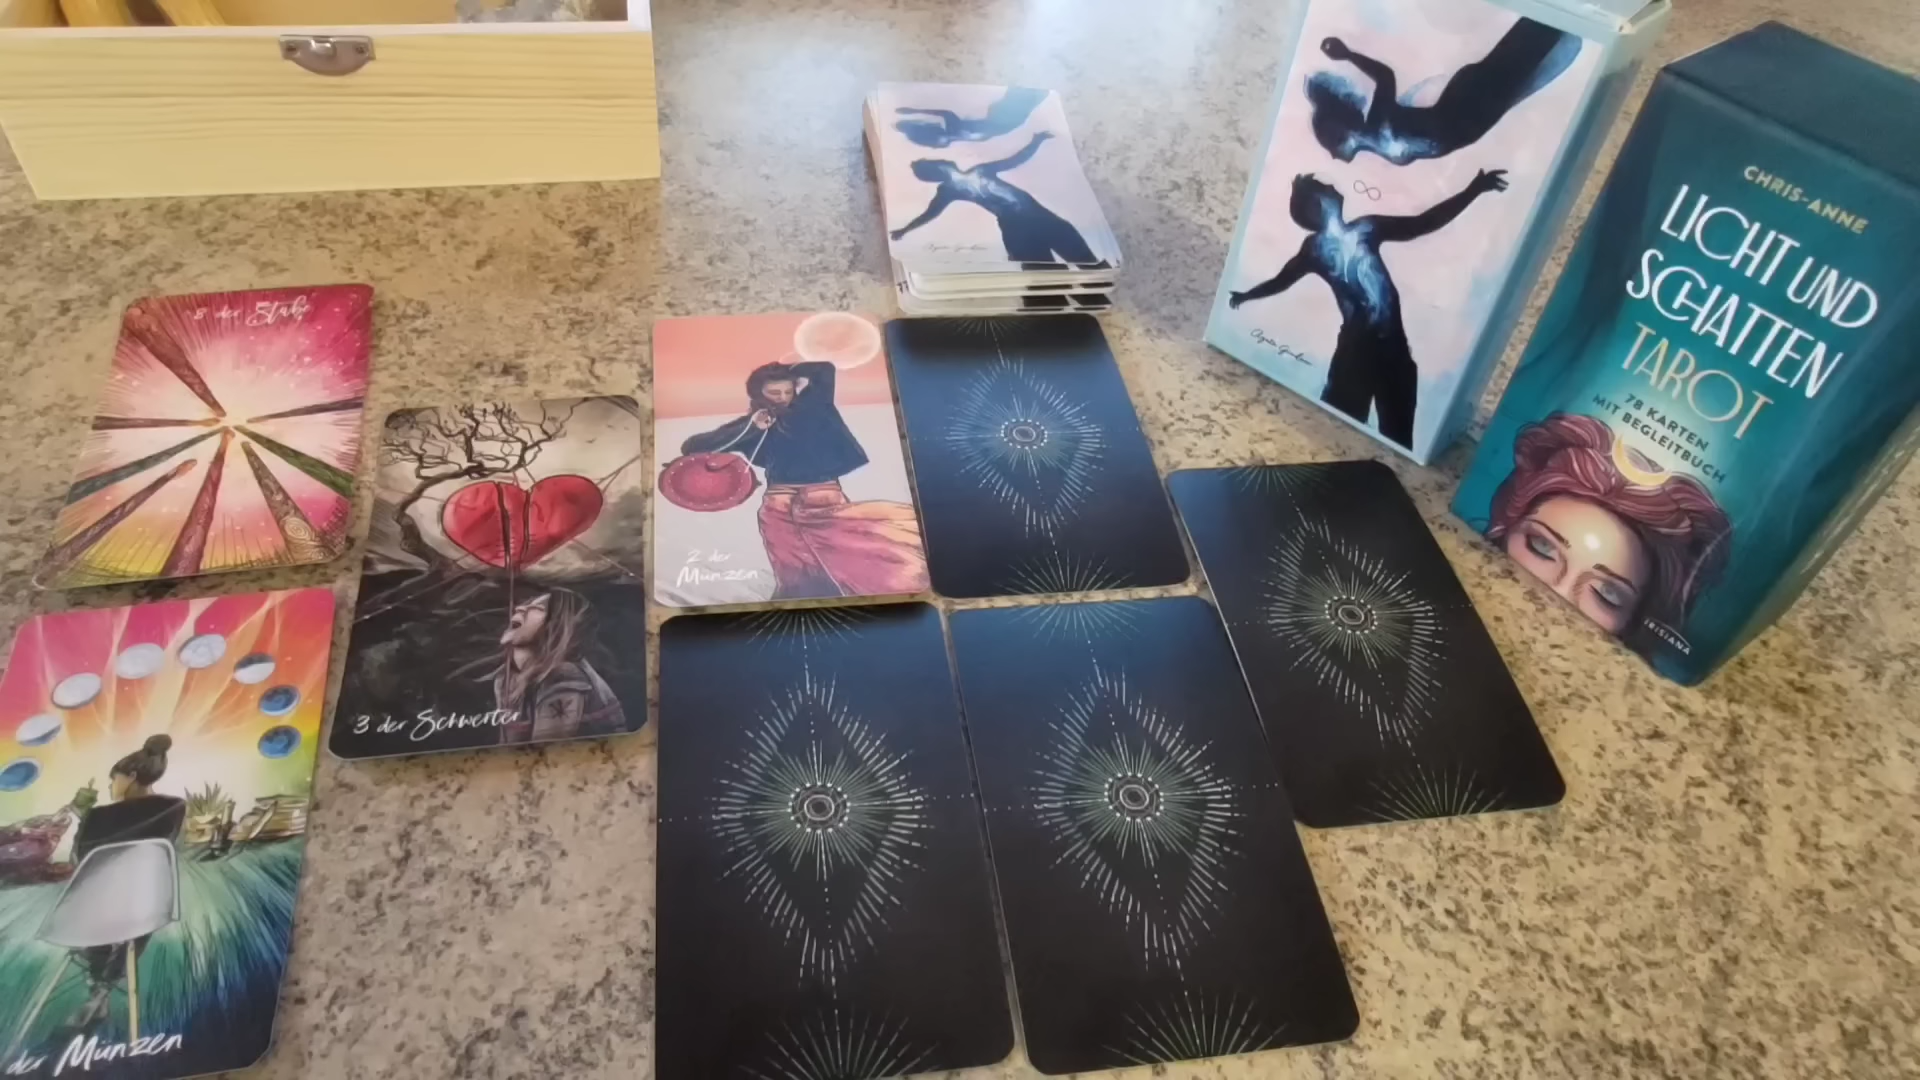 8 der Stäbe
3 der Schwerter
2 der
Münzen
der Münzen
CHRIS-ANNE
LICHT UND
SCHATTEN
TAROT
78 KARTEN
MIT BEGLEITBUCH
IRISIANA